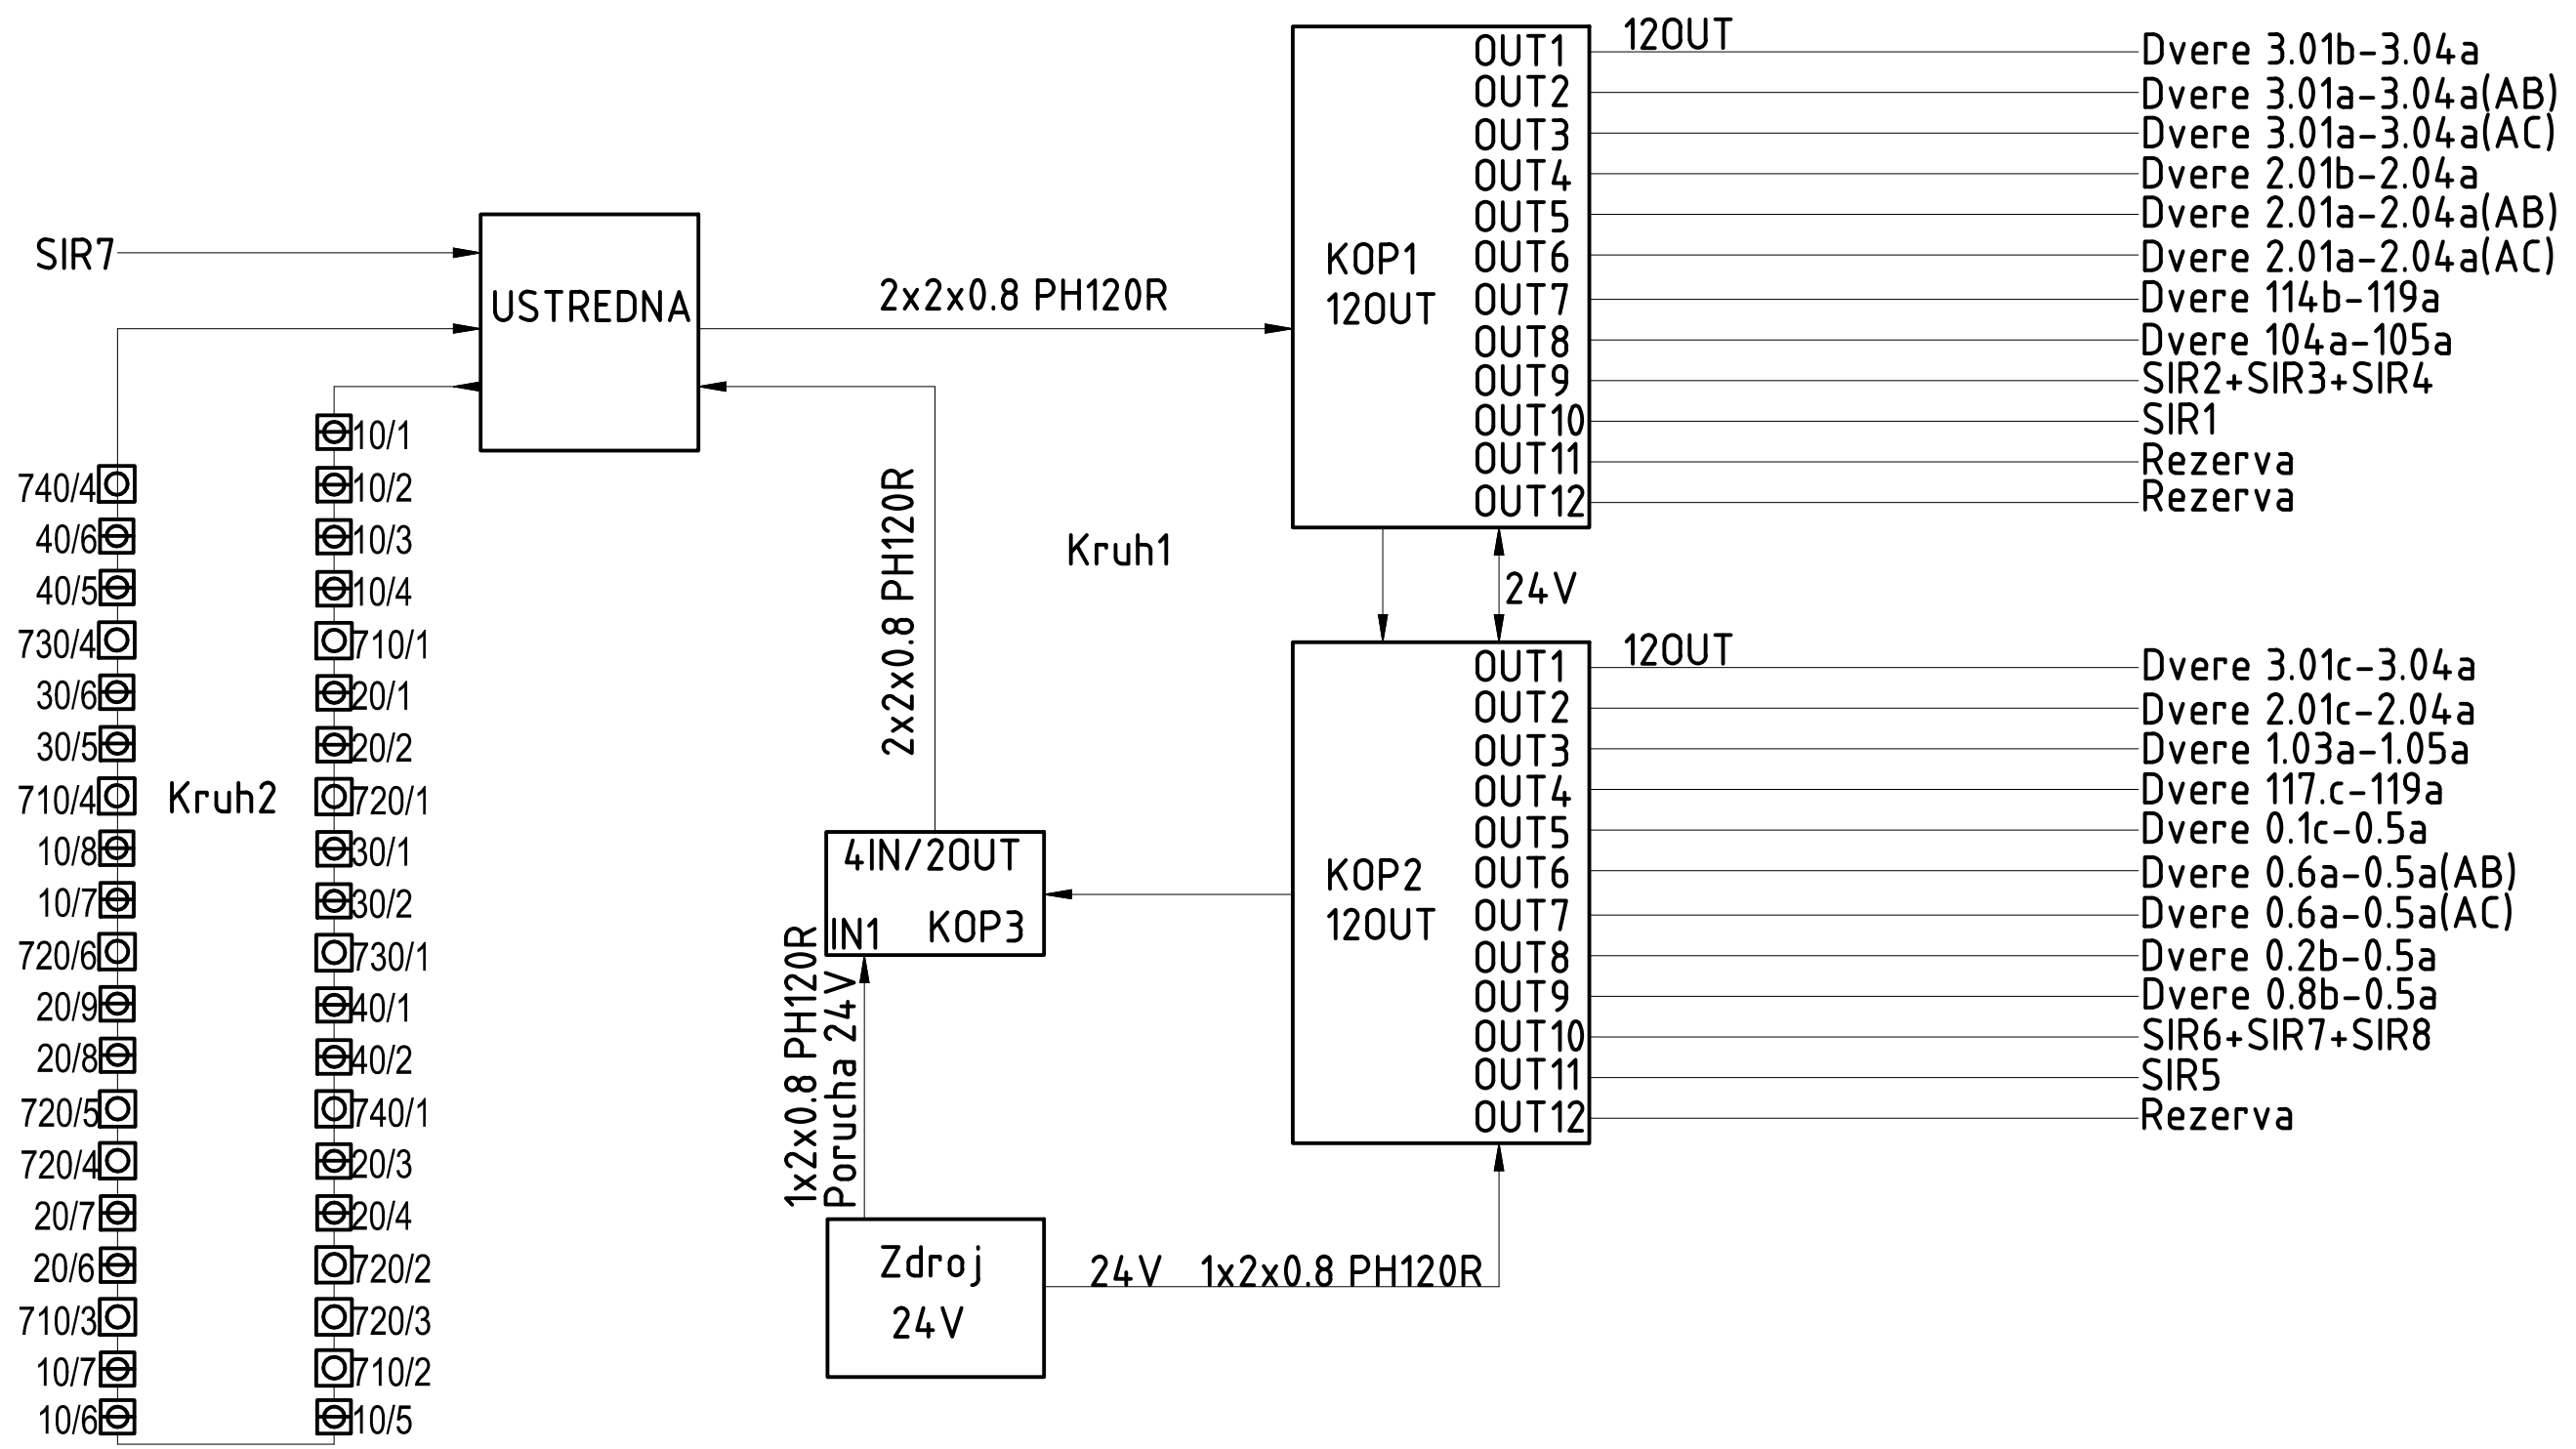 SIR7
USTREDNA
2x2x0.8 PH120R
10/1
10/2
10/3
10/4
710/1
20/1
20/2
720/1
30/1
30/2
730/1
40/1
40/2
740/1
20/3
20/4
720/2
720/3
710/2
10/5
740/4
40/6
40/5
730/4
30/6
30/5
710/4
10/8
10/7
720/6
20/9
20/8
720/5
720/4
20/7
20/6
710/3
10/7
10/6
Kruh2
2x2x0.8 PH120R
Kruh1
4IN/2OUT
KOP3
IN1
1x2x0.8 PH120R
Porucha 24V
Zdroj
24V
24V 1x2x0.8 PH120R
KOP1
12OUT
12OUT
OUT1 Dvere 3.01b-3.04a
OUT2 Dvere 3.01a-3.04a(AB)
OUT3 Dvere 3.01a-3.04a(AC)
OUT4 Dvere 2.01b-2.04a
OUT5 Dvere 2.01a-2.04a(AB)
OUT6 Dvere 2.01a-2.04a(AC)
OUT7 Dvere 114b-119a
OUT8 Dvere 104a-105a
OUT9 SIR2+SIR3+SIR4
OUT10 SIR1
OUT11 Rezerva
OUT12 Rezerva
24V
KOP2
12OUT
12OUT
OUT1 Dvere 3.01c-3.04a
OUT2 Dvere 2.01c-2.04a
OUT3 Dvere 1.03a-1.05a
OUT4 Dvere 117.c-119a
OUT5 Dvere 0.1c-0.5a
OUT6 Dvere 0.6a-0.5a(AB)
OUT7 Dvere 0.6a-0.5a(AC)
OUT8 Dvere 0.2b-0.5a
OUT9 Dvere 0.8b-0.5a
OUT10 SIR6+SIR7+SIR8
OUT11 SIR5
OUT12 Rezerva